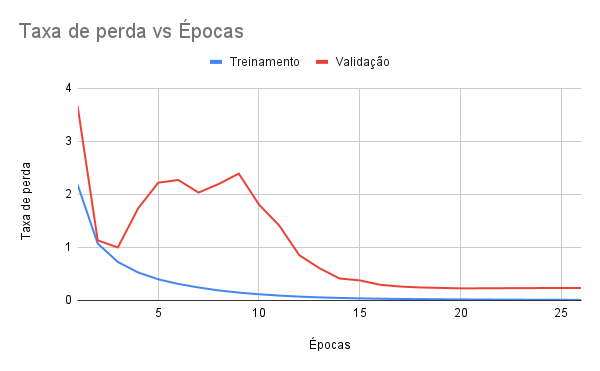 Taxa de perda vs Épocas
Treinamento Validação
4
3
2
1
0
Taxa de perda
5 10 15 20 25
Épocas